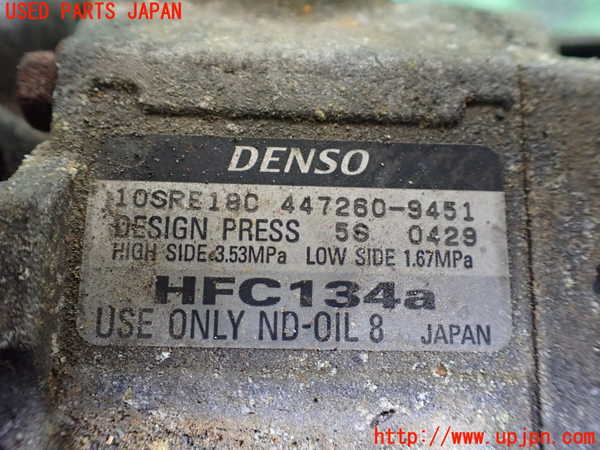 USED PARTS JAPAN
DENSO
10SRE18C 447260-9451
DESIGN PRESS 5S 0429
HIGH SIDE 3.53MPa LOW SIDE 1.67MPa
HFC134a
USE ONLY ND-OIL 8 JAPAN
http://www.upjpn.com/